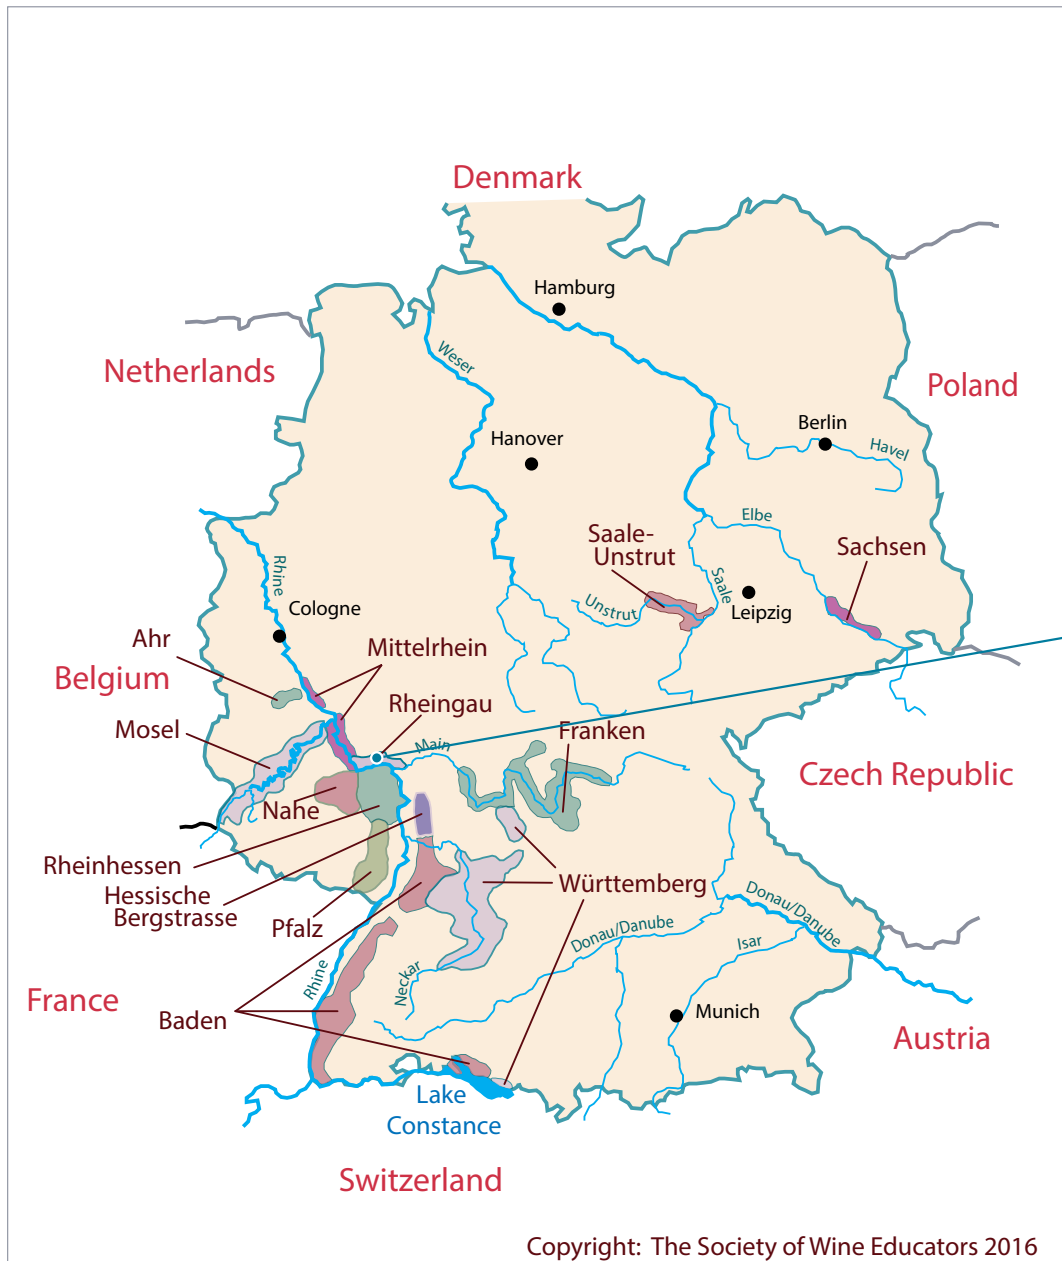 Denmark
Hamburg
Netherlands
Weser
Poland
Berlin
Hanover
Havel
Elbe
Saale-
Unstrut
Sachsen
Rhine
Saale
Cologne
Unstrut
Leipzig
Ahr
Mittelrhein
Belgium
Rheingau
Mosel
Main
Franken
Czech Republic
Nahe
Rheinhessen
Hessische
Bergstrasse
Württemberg
Pfalz
Donau/Danube
Donau/Danube
Isar
Neckar
Rhine
France
Baden
Munich
Austria
Lake
Constance
Switzerland
Copyright: The Society of Wine Educators 2016